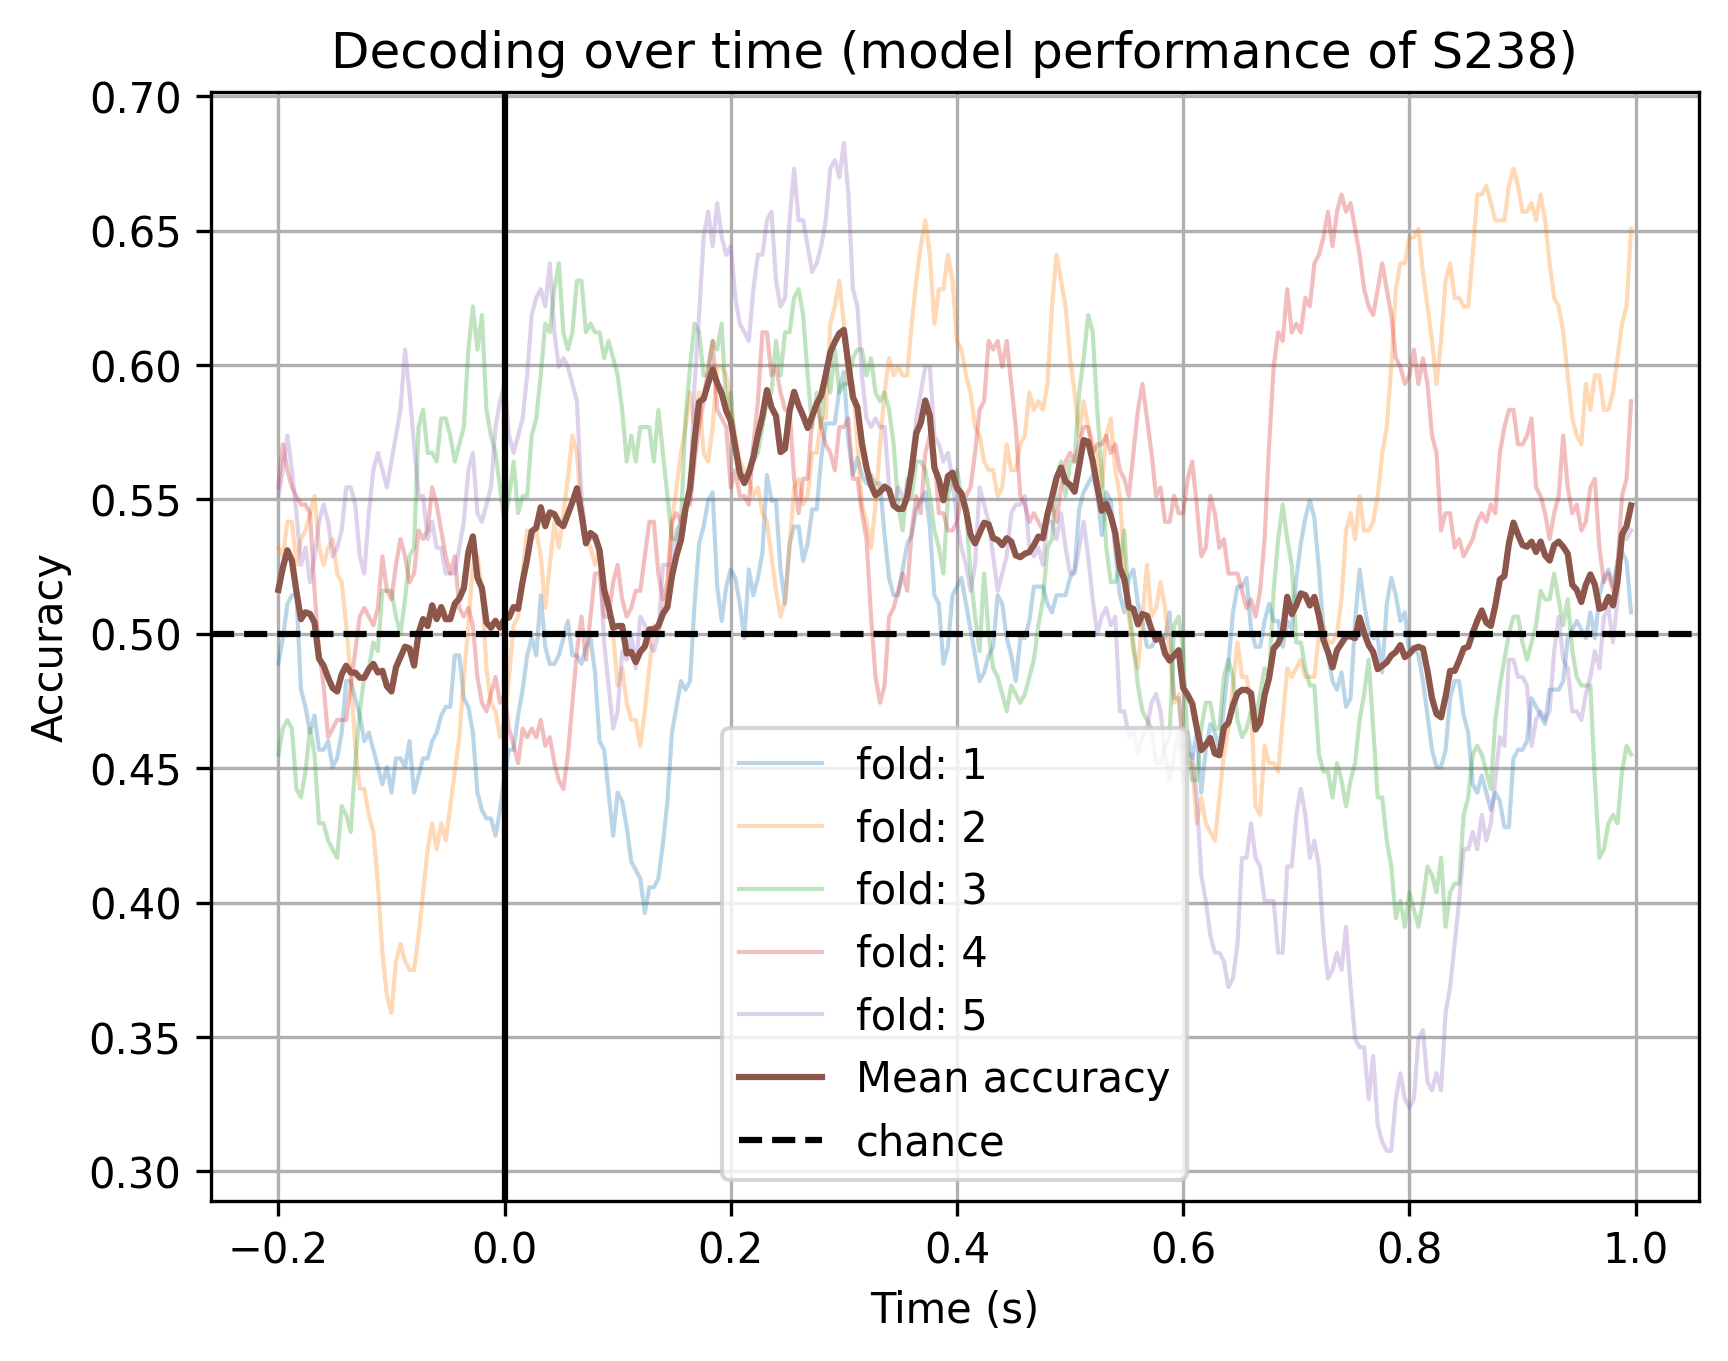 Decoding over time (model performance of S238)
Accuracy
0.70
0.65
0.60
0.55
0.50
0.45
0.40
0.35
0.30
fold: 1
fold: 2
fold: 3
fold: 4
fold: 5
Mean accuracy
chance
−0.2 0.0 0.2 0.4 0.6 0.8 1.0
Time (s)